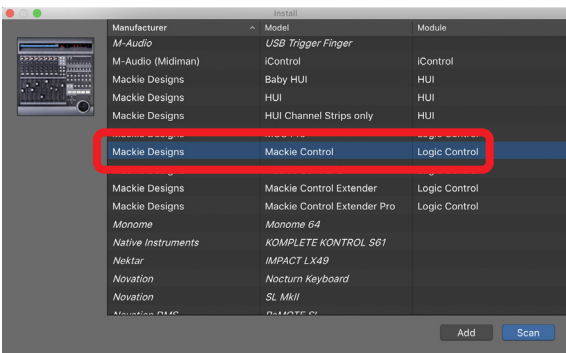 Install
Manufacturer Model Module
M-Audio USB Trigger Finger
M-Audio (Midiman) iControl iControl
Mackie Designs Baby HUI HUI
Mackie Designs HUI HUI
Mackie Designs HUI Channel Strips only HUI
Mackie Designs Mackie Control Logic Control
Mackie Designs Mackie Control Extender Logic Control
Mackie Designs Mackie Control Extender Pro Logic Control
Monome Monome 64
Native Instruments KOMPLETE KONTROL S61
Nektar IMPACT LX49
Novation Nocturn Keyboard
Novation SL MkII
Add Scan